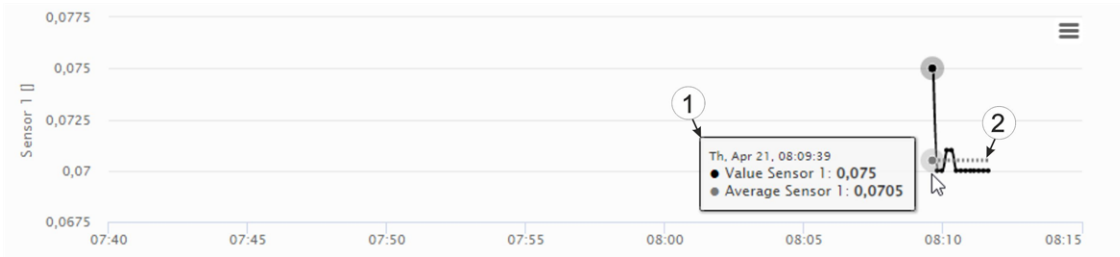 0,0775
0,075
0,0725
0,07
0,0675
Sensor 1 []
1
2
Th, Apr 21, 08:09:39
● Value Sensor 1: 0,075
● Average Sensor 1: 0,0705
07:40 07:45 07:50 07:55 08:00 08:05 08:10 08:15